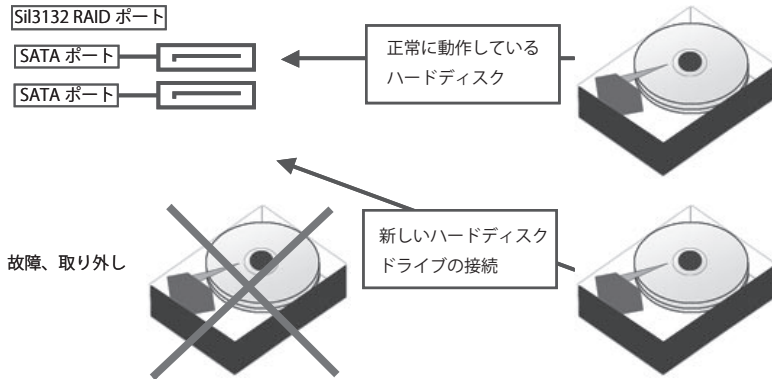 Sil3132 RAID ポート
SATA ポート
SATA ポート
正常に動作している
ハードディスク
新しいハードディスク
ドライブの接続
故障、取り外し